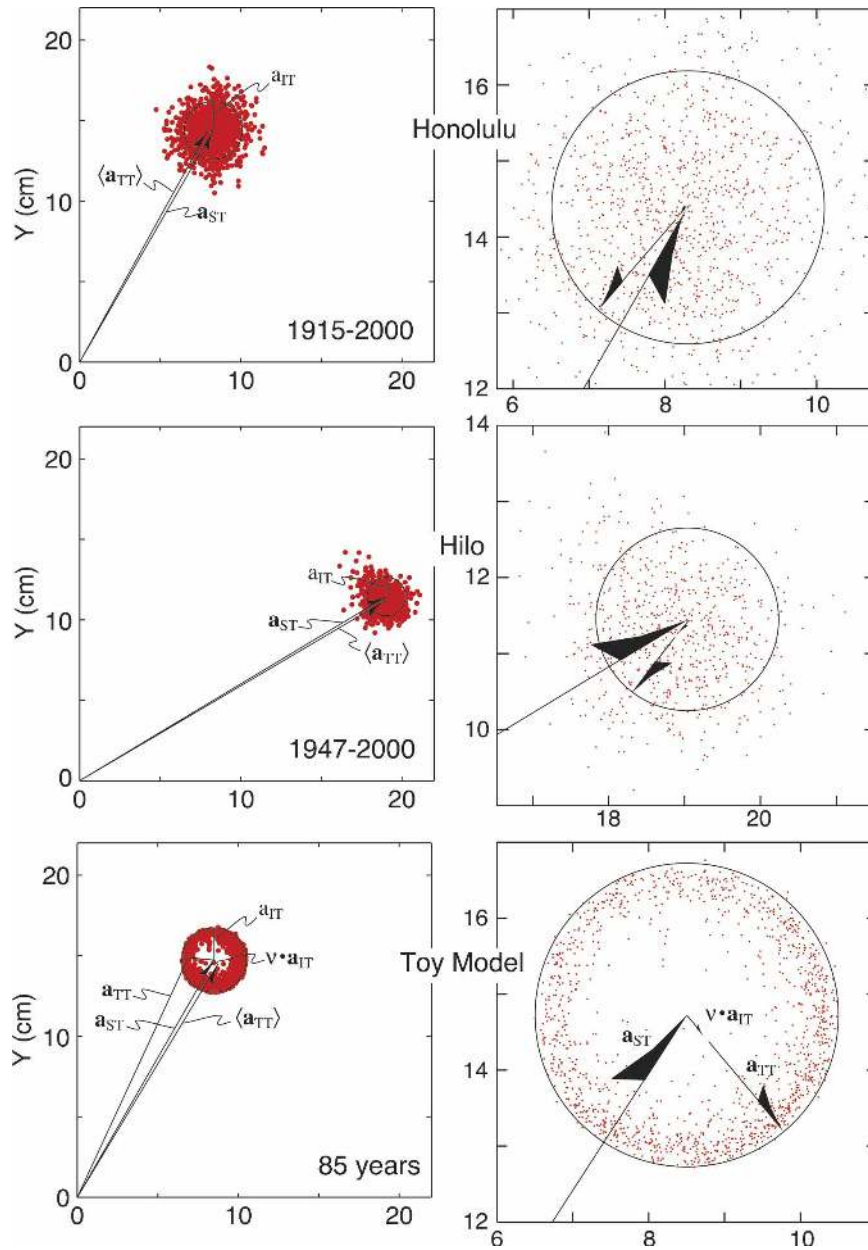 20
a_IT
10
⟨a_TT⟩
a_ST
Y (cm)
1915-2000
0
0 10 20
Honolulu
16
14
12
6 8 10
20
a_IT
10
a_ST
⟨a_TT⟩
Y (cm)
1947-2000
0
0 10 20
Hilo
14
12
10
18 20
20
a_IT
ν•a_IT
a_TT
a_ST
⟨a_TT⟩
10
Y (cm)
85 years
0
0 10 20
Toy Model
16
14
12
a_ST
ν•a_IT
a_TT
6 8 10